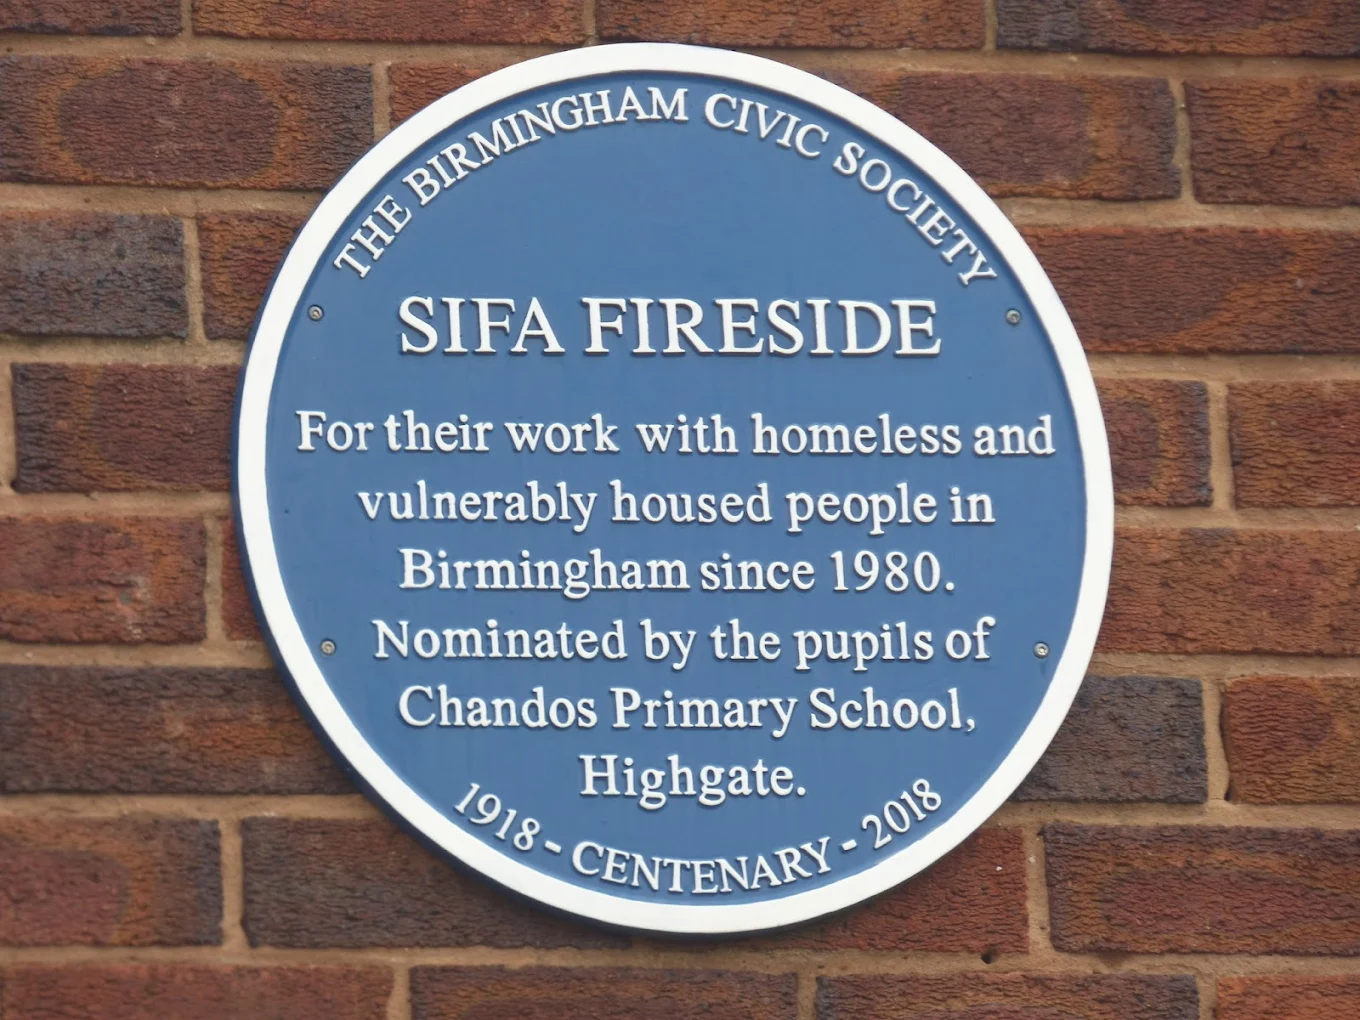 THE BIRMINGHAM CIVIC SOCIETY
SIFA FIRESIDE
For their work with homeless and
vulnerably housed people in
Birmingham since 1980.
Nominated by the pupils of
Chandos Primary School,
Highgate.
1918 - CENTENARY - 2018